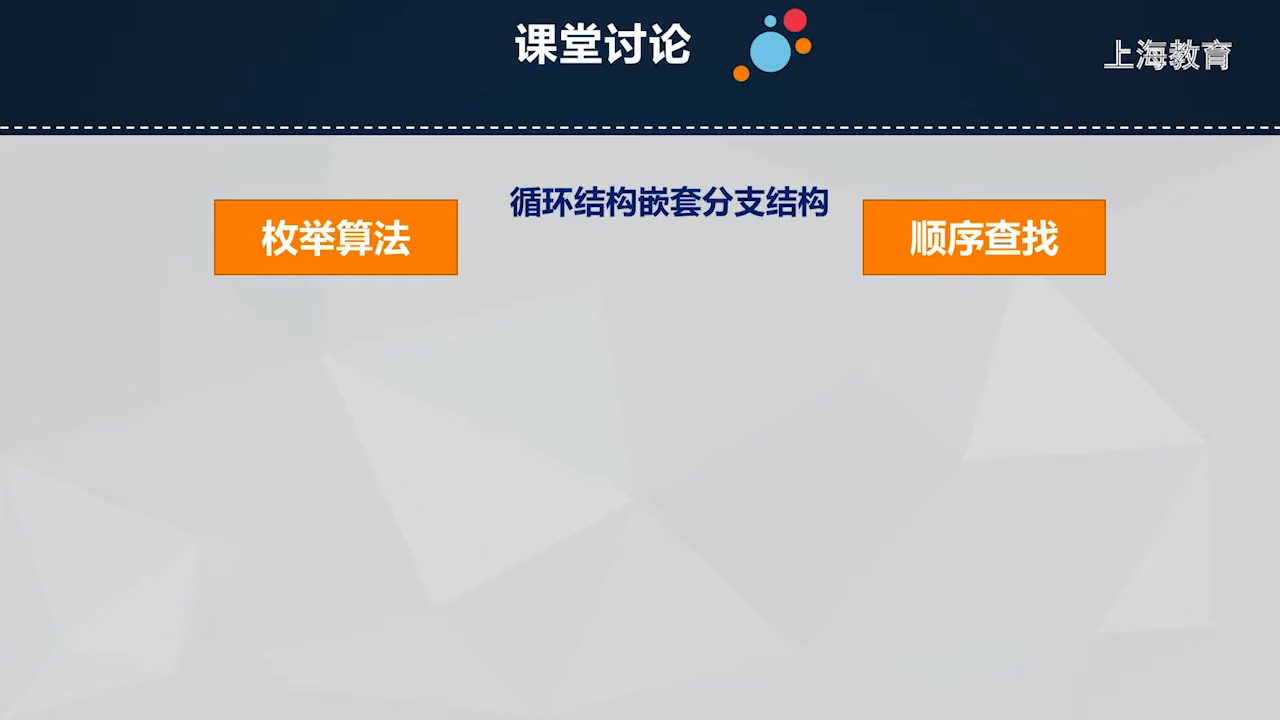 课堂讨论
上海教育
循环结构嵌套分支结构
枚举算法
顺序查找